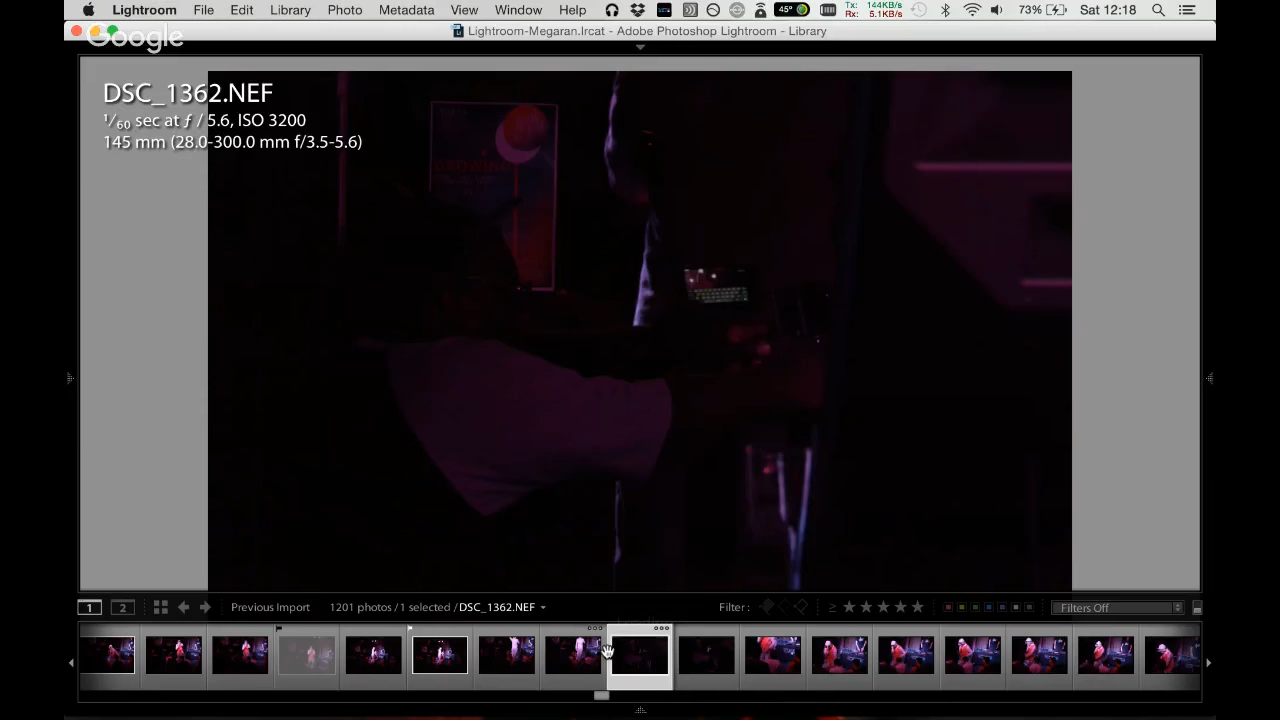 Lightroom File Edit Library Photo Metadata View Window Help 45° Tx: 144KB/s Rx: 5.1KB/s 73% Sat 12:18
Google
Lightroom-Megaran.lrcat - Adobe Photoshop Lightroom - Library
DSC_1362.NEF
1/60 sec at ƒ / 5.6, ISO 3200
145 mm (28.0-300.0 mm f/3.5-5.6)
1 2 Previous Import 1201 photos / 1 selected / DSC_1362.NEF Filter : ≥ ★★★★★ Filters Off